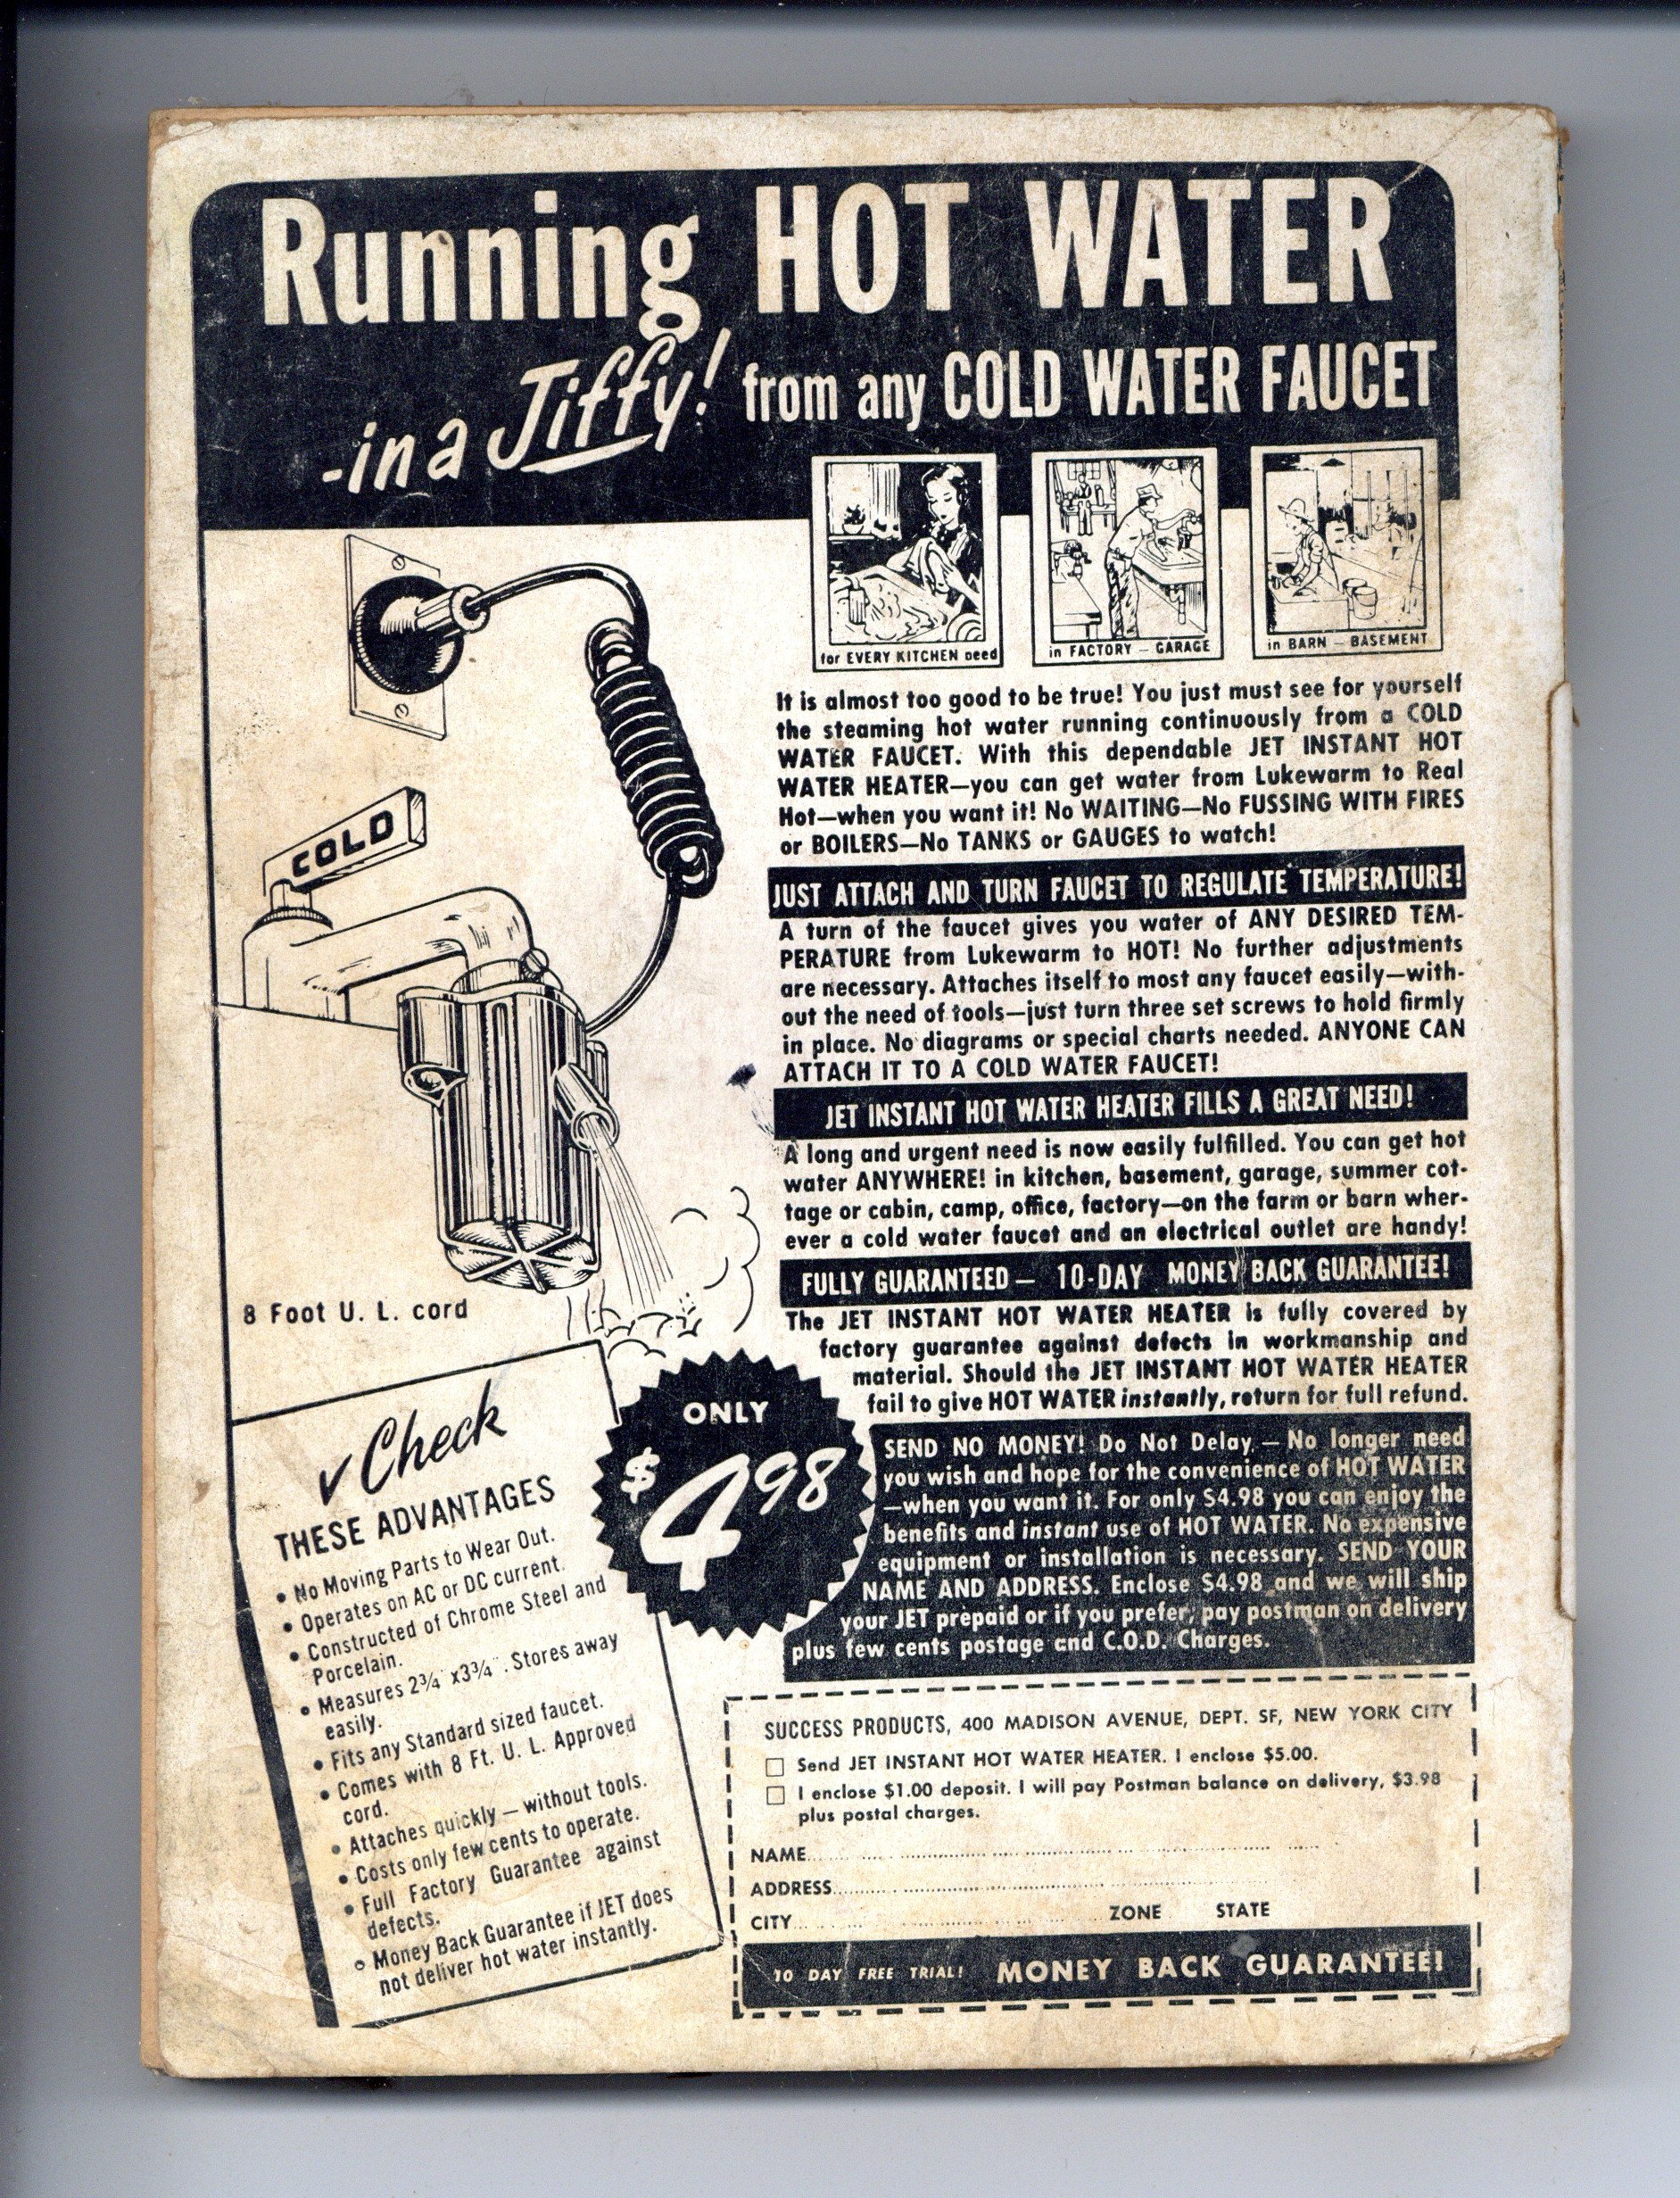 Running HOT WATER
-in a Jiffy! from any COLD WATER FAUCET
for EVERY KITCHEN need
in FACTORY - GARAGE
in BARN - BASEMENT
It is almost too good to be true! You just must see for yourself
the steaming hot water running continuously from a COLD
WATER FAUCET. With this dependable JET INSTANT HOT
WATER HEATER—you can get water from Lukewarm to Real
Hot—when you want it! No WAITING—No FUSSING WITH FIRES
or BOILERS—No TANKS or GAUGES to watch!
JUST ATTACH AND TURN FAUCET TO REGULATE TEMPERATURE!
A turn of the faucet gives you water of ANY DESIRED TEM-
PERATURE from Lukewarm to HOT! No further adjustments
are necessary. Attaches itself to most any faucet easily—with-
out the need of tools—just turn three set screws to hold firmly
in place. No diagrams or special charts needed. ANYONE CAN
ATTACH IT TO A COLD WATER FAUCET!
JET INSTANT HOT WATER HEATER FILLS A GREAT NEED!
A long and urgent need is now easily fulfilled. You can get hot
water ANYWHERE! in kitchen, basement, garage, summer cot-
tage or cabin, camp, office, factory—on the farm or barn wher-
ever a cold water faucet and an electrical outlet are handy!
FULLY GUARANTEED — 10-DAY MONEY BACK GUARANTEE!
The JET INSTANT HOT WATER HEATER is fully covered by
factory guarantee against defects in workmanship and
material. Should the JET INSTANT HOT WATER HEATER
fail to give HOT WATER instantly, return for full refund.
SEND NO MONEY! Do Not Delay — No longer need
you wish and hope for the convenience of HOT WATER
—when you want it. For only $4.98 you can enjoy the
benefits and instant use of HOT WATER. No expensive
equipment or installation is necessary. SEND YOUR
NAME AND ADDRESS. Enclose $4.98 and we will ship
your JET prepaid or if you prefer, pay postman on delivery
plus few cents postage and C.O.D. Charges.
COLD
8 Foot U. L. cord
ONLY
$4.98
✓Check
THESE ADVANTAGES
• No Moving Parts to Wear Out.
• Operates on AC or DC current.
• Constructed of Chrome Steel and
Porcelain.
• Measures 2¾" x3¾". Stores away
easily.
• Fits any Standard sized faucet.
• Comes with 8 Ft. U. L. Approved
cord.
• Attaches quickly — without tools.
• Costs only few cents to operate.
• Full Factory Guarantee against
defects.
• Money Back Guarantee if JET does
not deliver hot water instantly.
SUCCESS PRODUCTS, 400 MADISON AVENUE, DEPT. SF, NEW YORK CITY
□ Send JET INSTANT HOT WATER HEATER. I enclose $5.00.
□ I enclose $1.00 deposit. I will pay Postman balance on delivery, $3.98
plus postal charges.
NAME
ADDRESS
CITY ZONE STATE
10 DAY FREE TRIAL! MONEY BACK GUARANTEE!